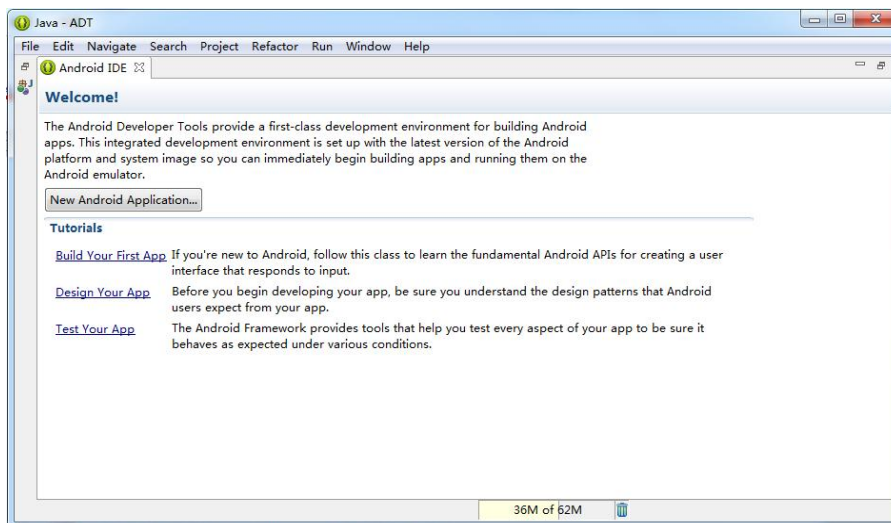 Java - ADT
File Edit Navigate Search Project Refactor Run Window Help
Android IDE
Welcome!
The Android Developer Tools provide a first-class development environment for building Android
apps. This integrated development environment is set up with the latest version of the Android
platform and system image so you can immediately begin building apps and running them on the
Android emulator.
New Android Application...
Tutorials
Build Your First App If you're new to Android, follow this class to learn the fundamental Android APIs for creating a user
interface that responds to input.
Design Your App Before you begin developing your app, be sure you understand the design patterns that Android
users expect from your app.
Test Your App The Android Framework provides tools that help you test every aspect of your app to be sure it
behaves as expected under various conditions.
36M of 62M